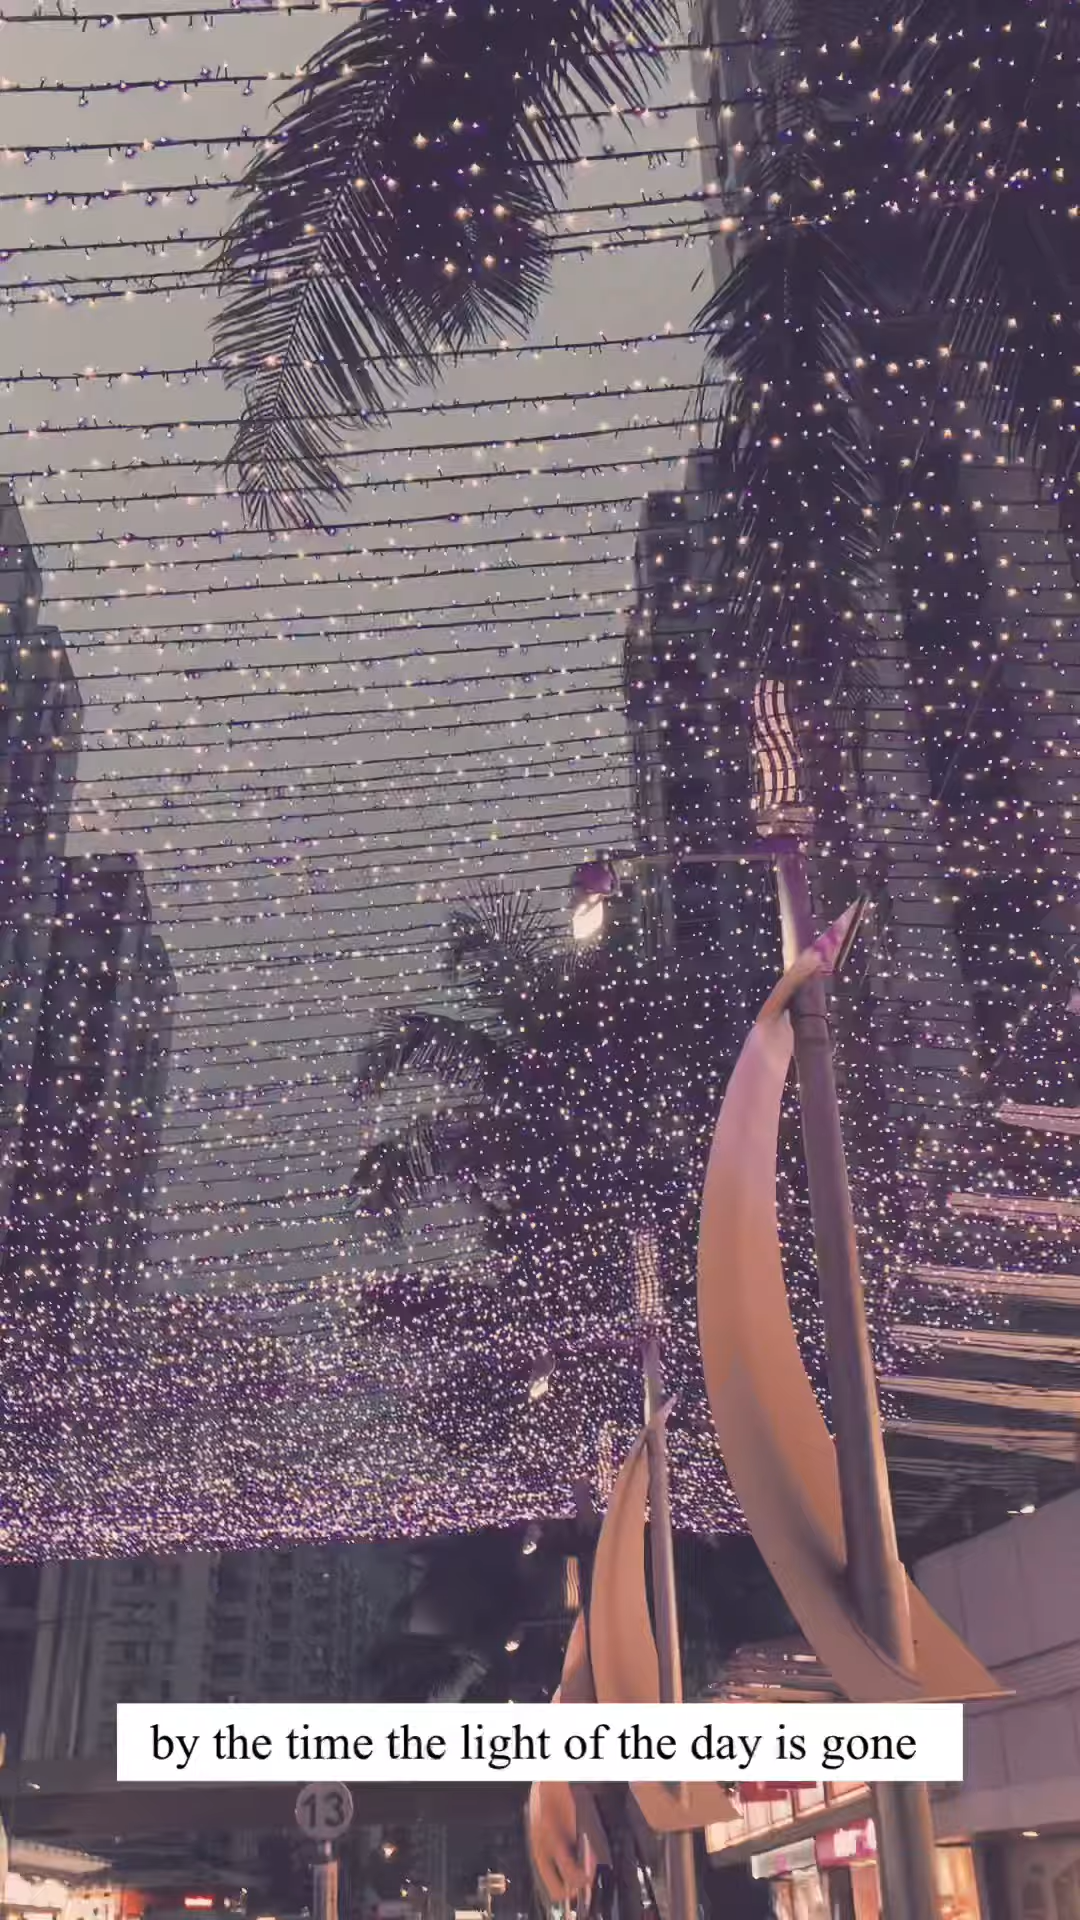 by the time the light of the day is gone
13